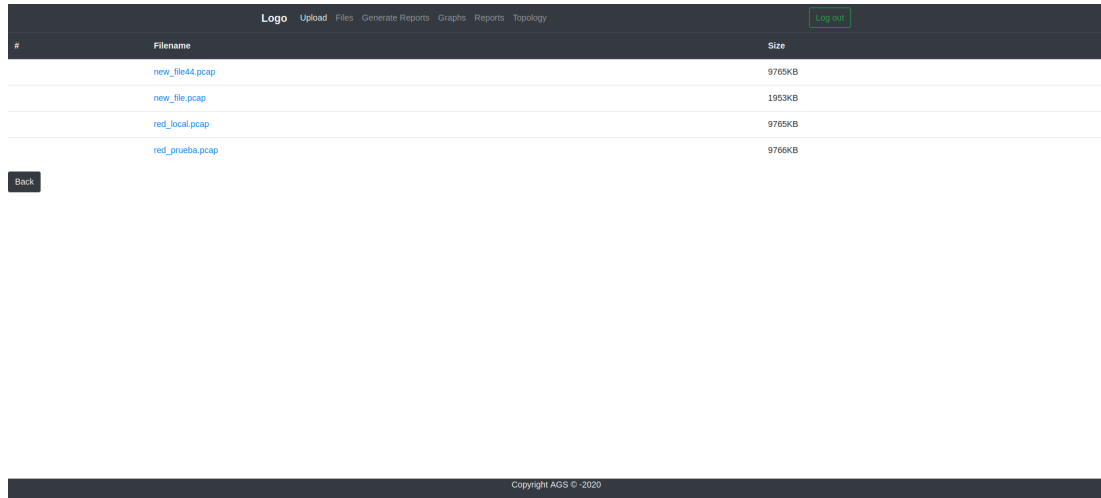 Logo Upload Files Generate Reports Graphs Reports Topology Log out
# Filename Size
new_file44.pcap 9765KB
new_file.pcap 1953KB
red_local.pcap 9765KB
red_prueba.pcap 9766KB
Back
Copyright AGS © -2020